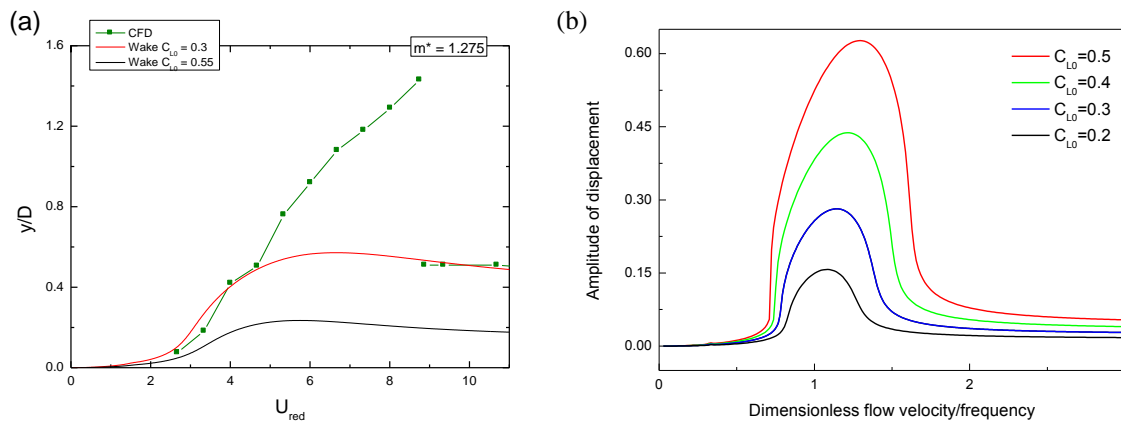 (a)
CFD
Wake C_L0 = 0.3
Wake C_L0 = 0.55
m* = 1.275
1.6
1.2
0.8
0.4
0.0
y/D
0 2 4 6 8 10
U_red
(b)
C_L0=0.5
C_L0=0.4
C_L0=0.3
C_L0=0.2
0.60
0.45
0.30
0.15
0.00
Amplitude of displacement
0 1 2
Dimensionless flow velocity/frequency